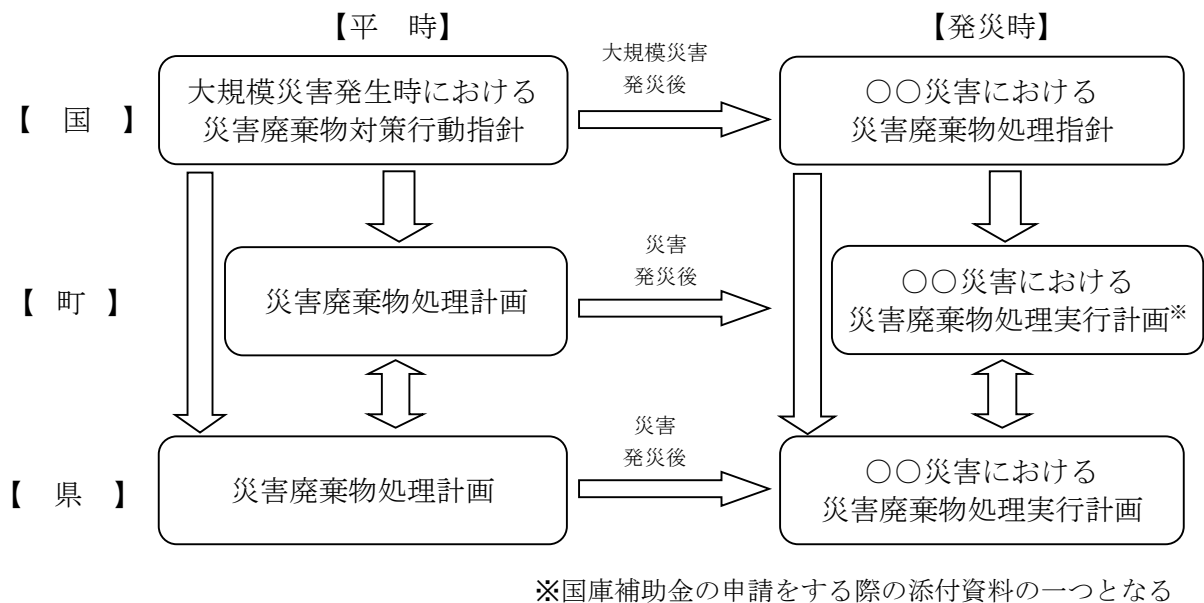 【平　時】
【発災時】
大規模災害
発災後
【　国　】
大規模災害発生時における
災害廃棄物対策行動指針
〇〇災害における
災害廃棄物処理指針
災害
発災後
【　町　】
災害廃棄物処理計画
〇〇災害における
災害廃棄物処理実行計画※
災害
発災後
【　県　】
災害廃棄物処理計画
〇〇災害における
災害廃棄物処理実行計画
※国庫補助金の申請をする際の添付資料の一つとなる